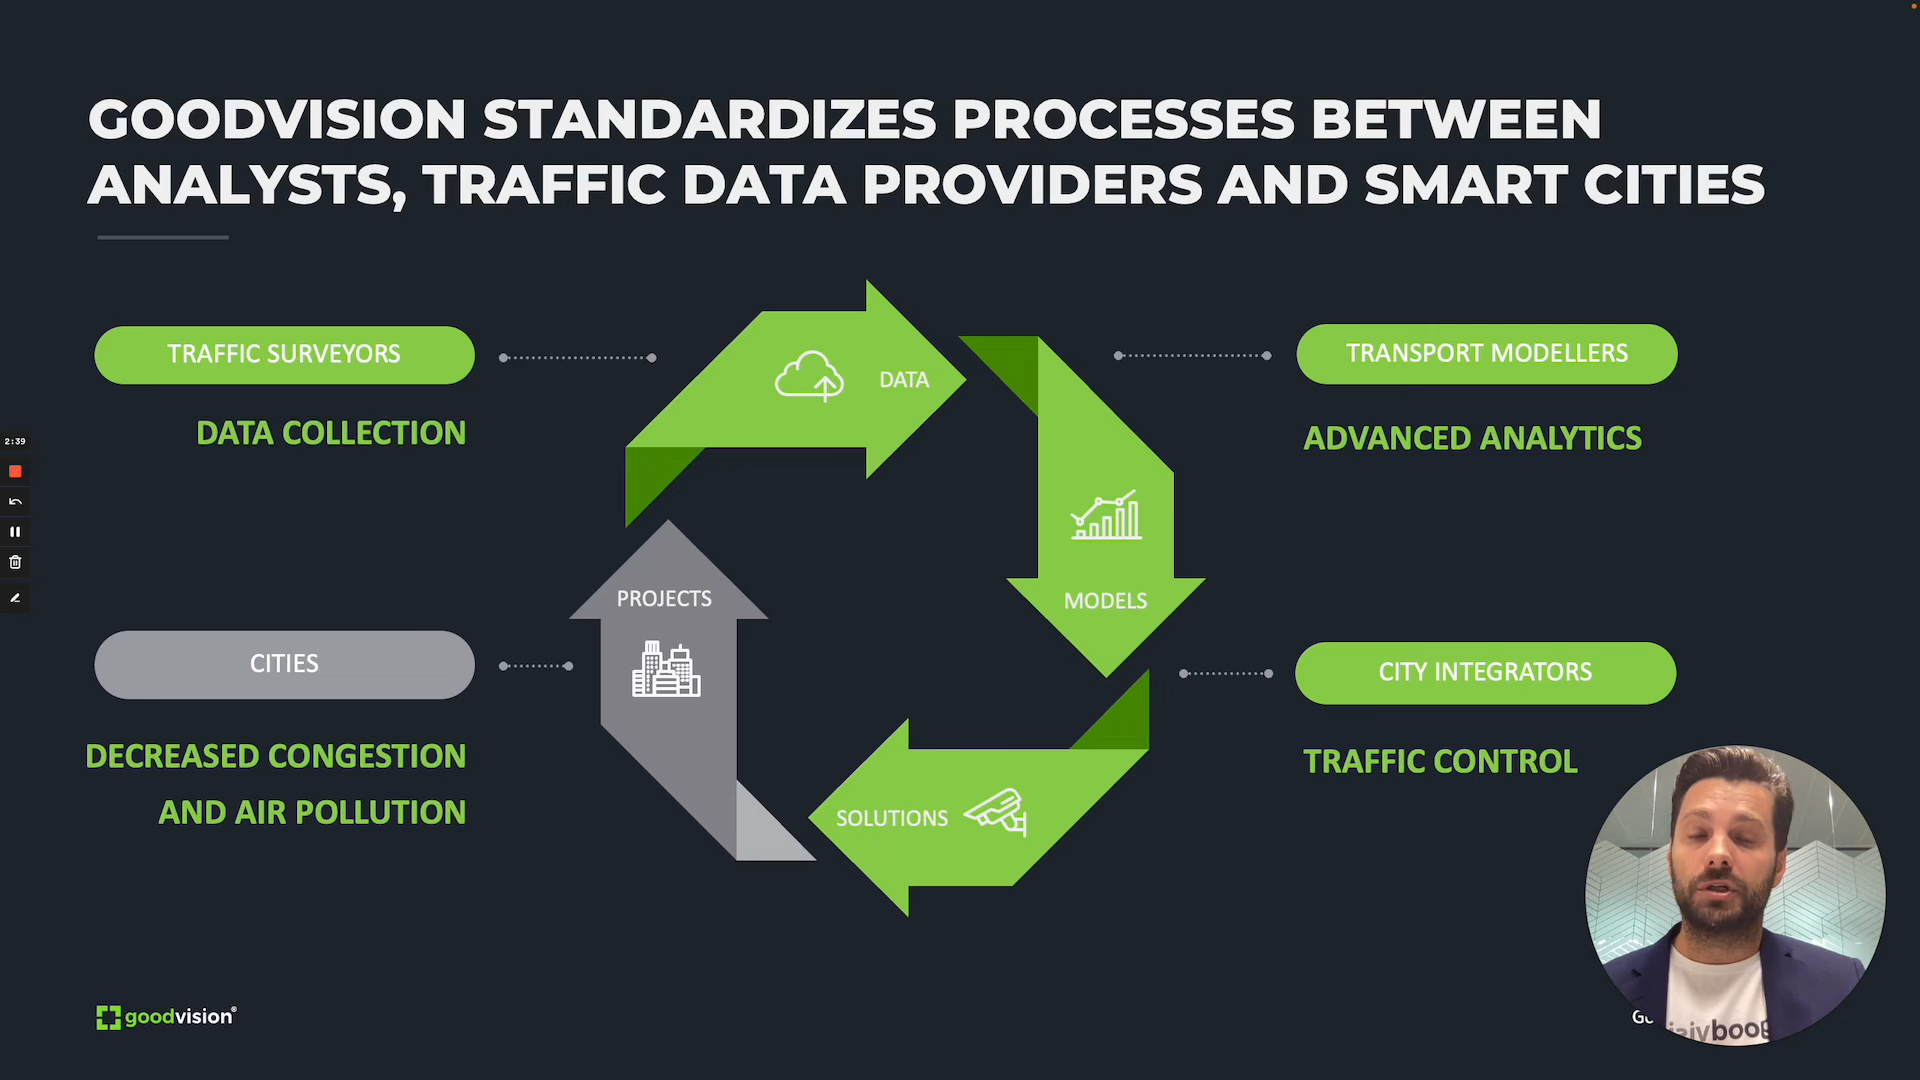 GOODVISION STANDARDIZES PROCESSES BETWEEN
ANALYSTS, TRAFFIC DATA PROVIDERS AND SMART CITIES
TRAFFIC SURVEYORS
DATA COLLECTION
DATA
TRANSPORT MODELLERS
ADVANCED ANALYTICS
2:39
MODELS
PROJECTS
CITIES
DECREASED CONGESTION
AND AIR POLLUTION
CITY INTEGRATORS
TRAFFIC CONTROL
SOLUTIONS
goodvision®